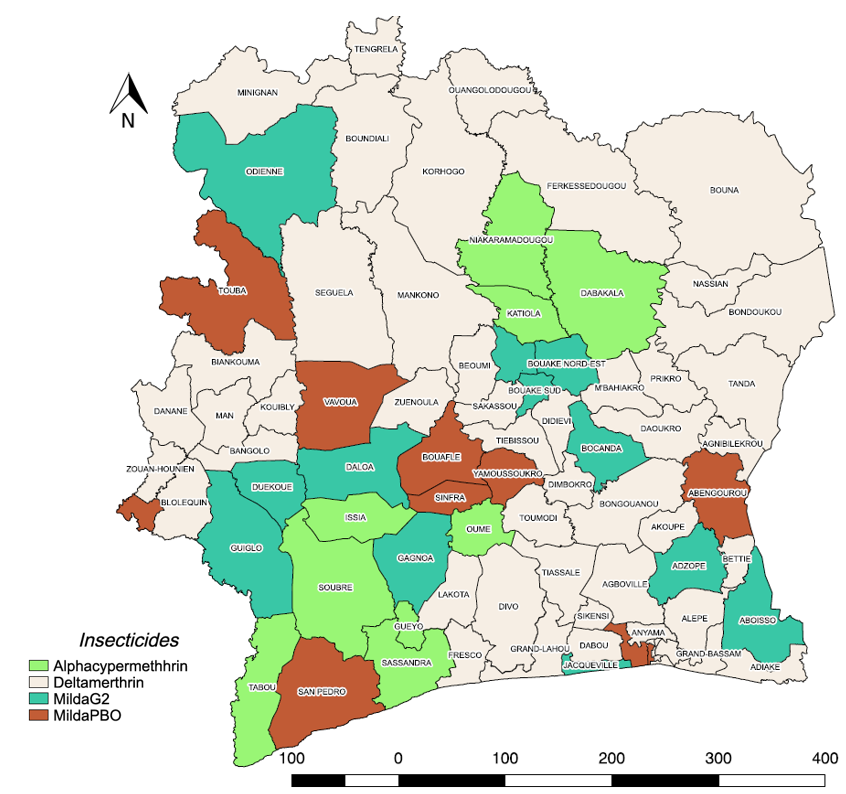 TENGRELA
MINIGNAN
OUANGOLODOUGOU
N
BOUNDIALI
ODIENNE
KORHOGO
FERKESSEDOUGOU
BOUNA
NIAKARAMADOUGOU
NASSIAN
TOUBA
SEGUELA
MANKONO
DABAKALA
KATIOLA
BONDOUKOU
BIANKOUMA
BEOUMI
BOUAKE NORD-EST
PRIKRO
TANDA
BOUAKE SUD
M'BAHIAKRO
VAVOUA
ZUENOULA
SAKASSOU
DANANE
MAN
KOUIBLY
DIDIEVI
DAOUKRO
TIEBISSOU
AGNIBILEKROU
BANGOLO
BOCANDA
BOUAFLE
ZOUAN-HOUNIEN
DALOA
YAMOUSSOUKRO
DUEKOUE
DIMBOKRO
ABENGOUROU
SINFRA
BLOLEQUIN
BONGOUANOU
ISSIA
TOUMODI
OUME
AKOUPE
GUIGLO
GAGNOA
BETTIE
ADZOPE
TIASSALE
SOUBRE
AGBOVILLE
LAKOTA
DIVO
SIKENSI
ALEPE
ABOISSO
GUEYO
ANYAMA
DABOU
GRAND-LAHOU
FRESCO
GRAND-BASSAM
SASSANDRA
JACQUEVILLE
ADIAKE
TABOU
SAN PEDRO
Insecticides
Alphacypermethhrin
Deltamerthrin
MildaG2
MildaPBO
100 0 100 200 300 400